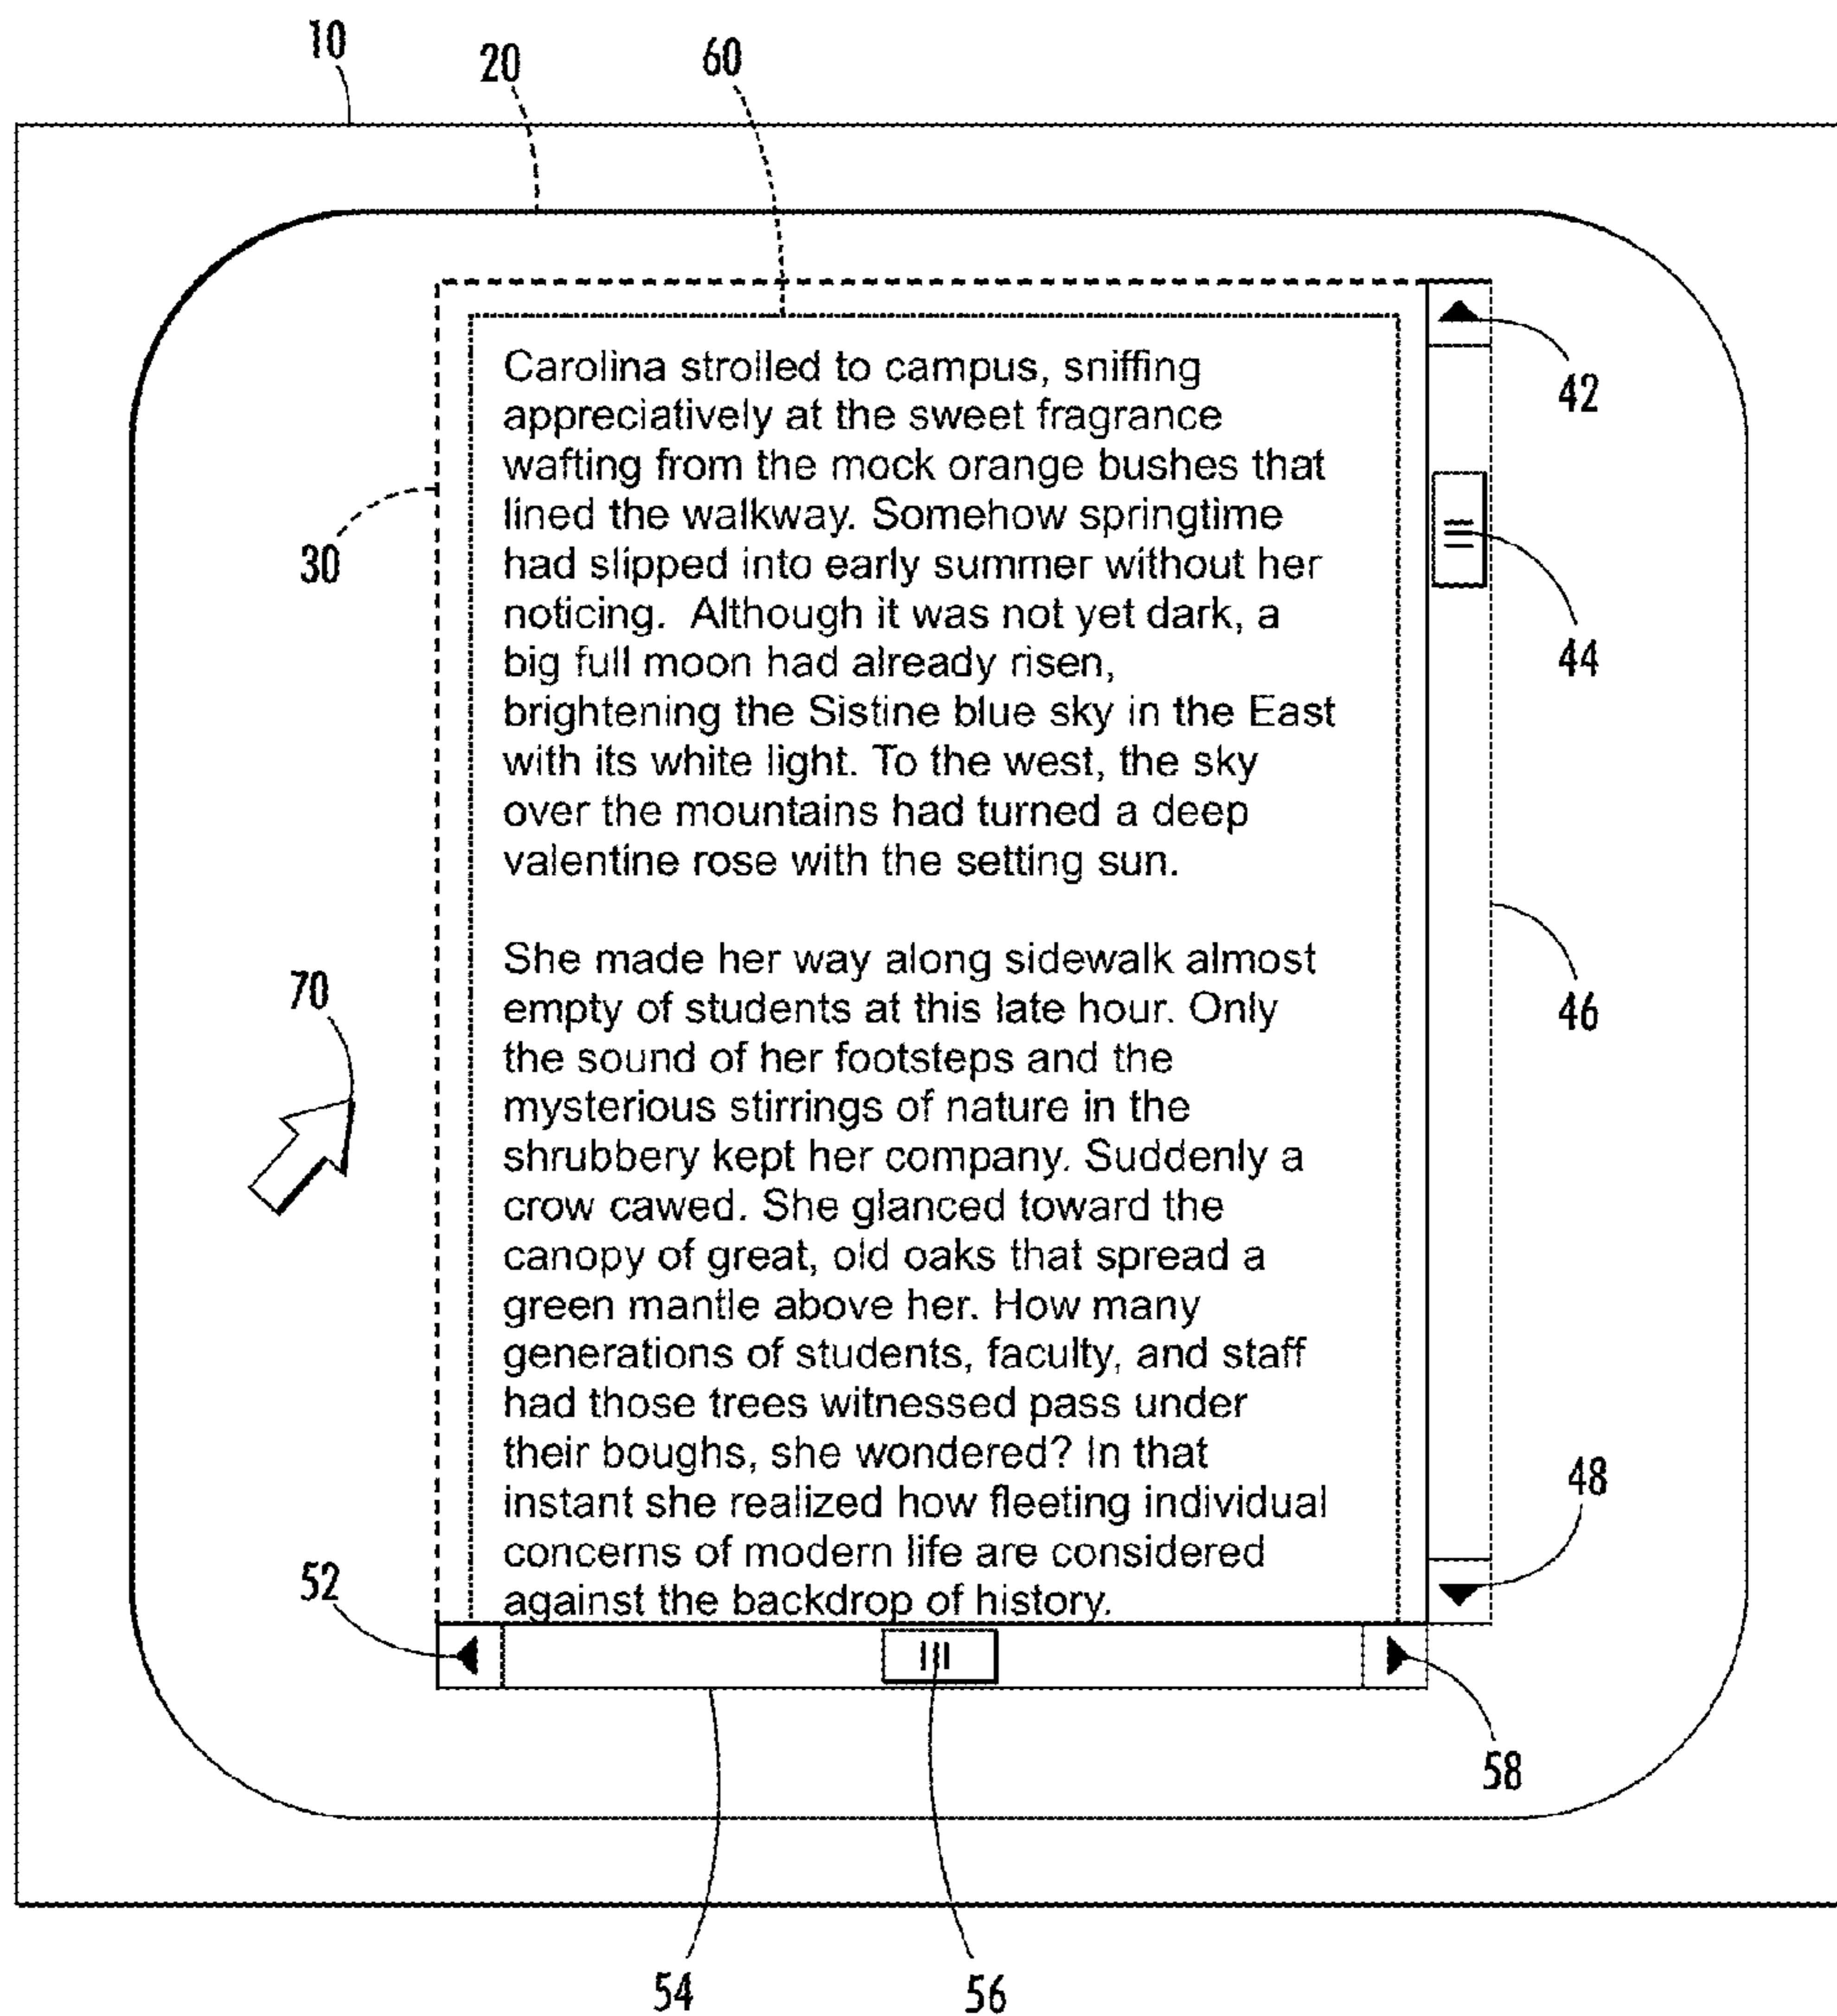 10
20
60
Carolina strolled to campus, sniffing
appreciatively at the sweet fragrance
wafting from the mock orange bushes that
lined the walkway. Somehow springtime
had slipped into early summer without her
noticing.  Although it was not yet dark, a
big full moon had already risen,
brightening the Sistine blue sky in the East
with its white light. To the west, the sky
over the mountains had turned a deep
valentine rose with the setting sun.
She made her way along sidewalk almost
empty of students at this late hour. Only
the sound of her footsteps and the
mysterious stirrings of nature in the
shrubbery kept her company. Suddenly a
crow cawed. She glanced toward the
canopy of great, old oaks that spread a
green mantle above her. How many
generations of students, faculty, and staff
had those trees witnessed pass under
their boughs, she wondered? In that
instant she realized how fleeting individual
concerns of modern life are considered
against the backdrop of history.
30
70
52
42
44
46
48
58
54
56